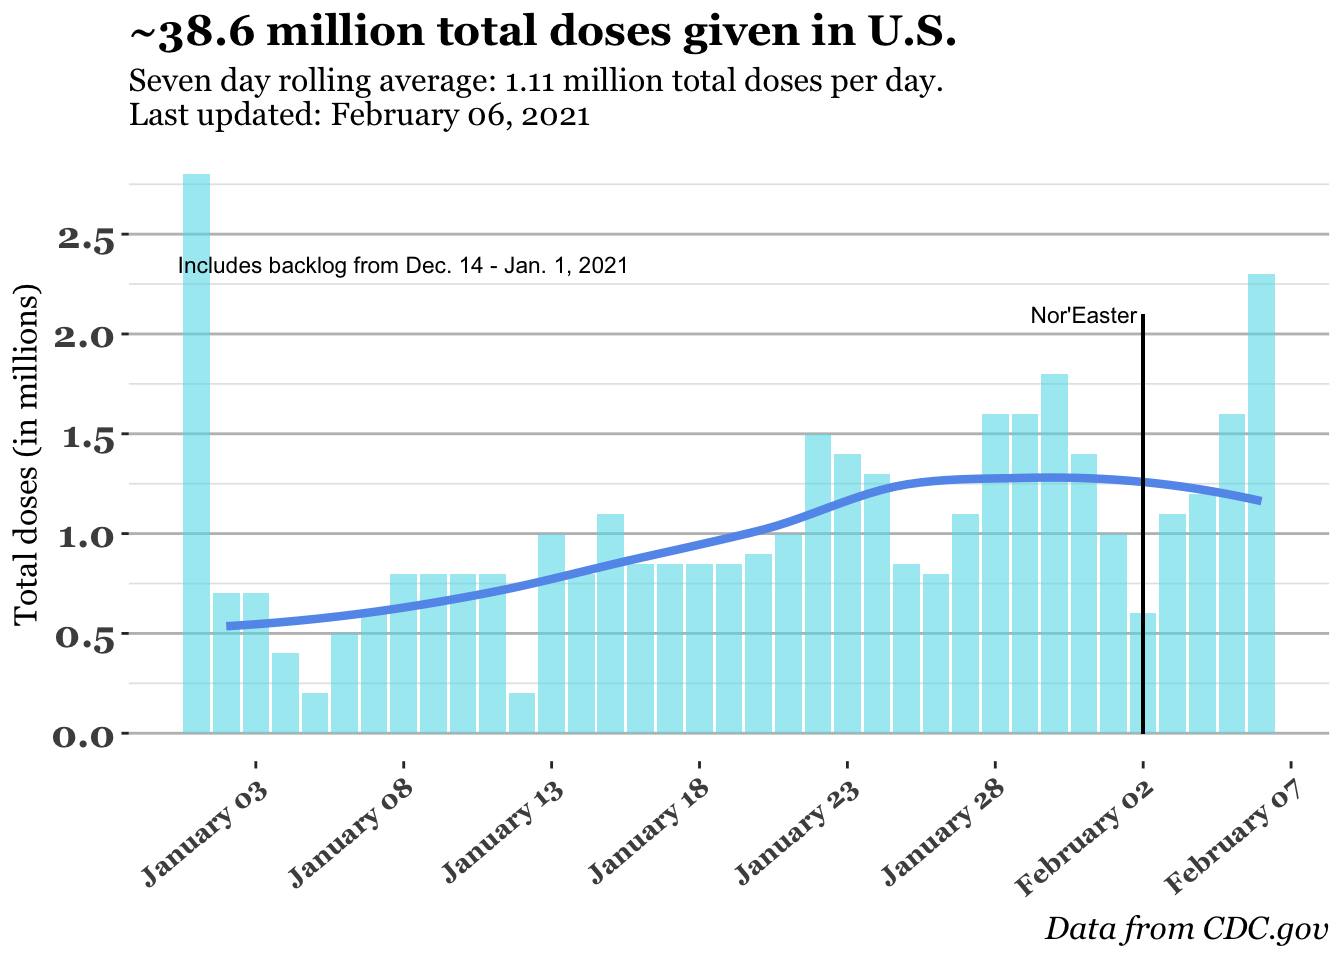 ~38.6 million total doses given in U.S.
Seven day rolling average: 1.11 million total doses per day.
Last updated: February 06, 2021
Total doses (in millions)
2.5
2.0
1.5
1.0
0.5
0.0
Includes backlog from Dec. 14 - Jan. 1, 2021
Nor'Easter
January 03
January 08
January 13
January 18
January 23
January 28
February 02
February 07
Data from CDC.gov